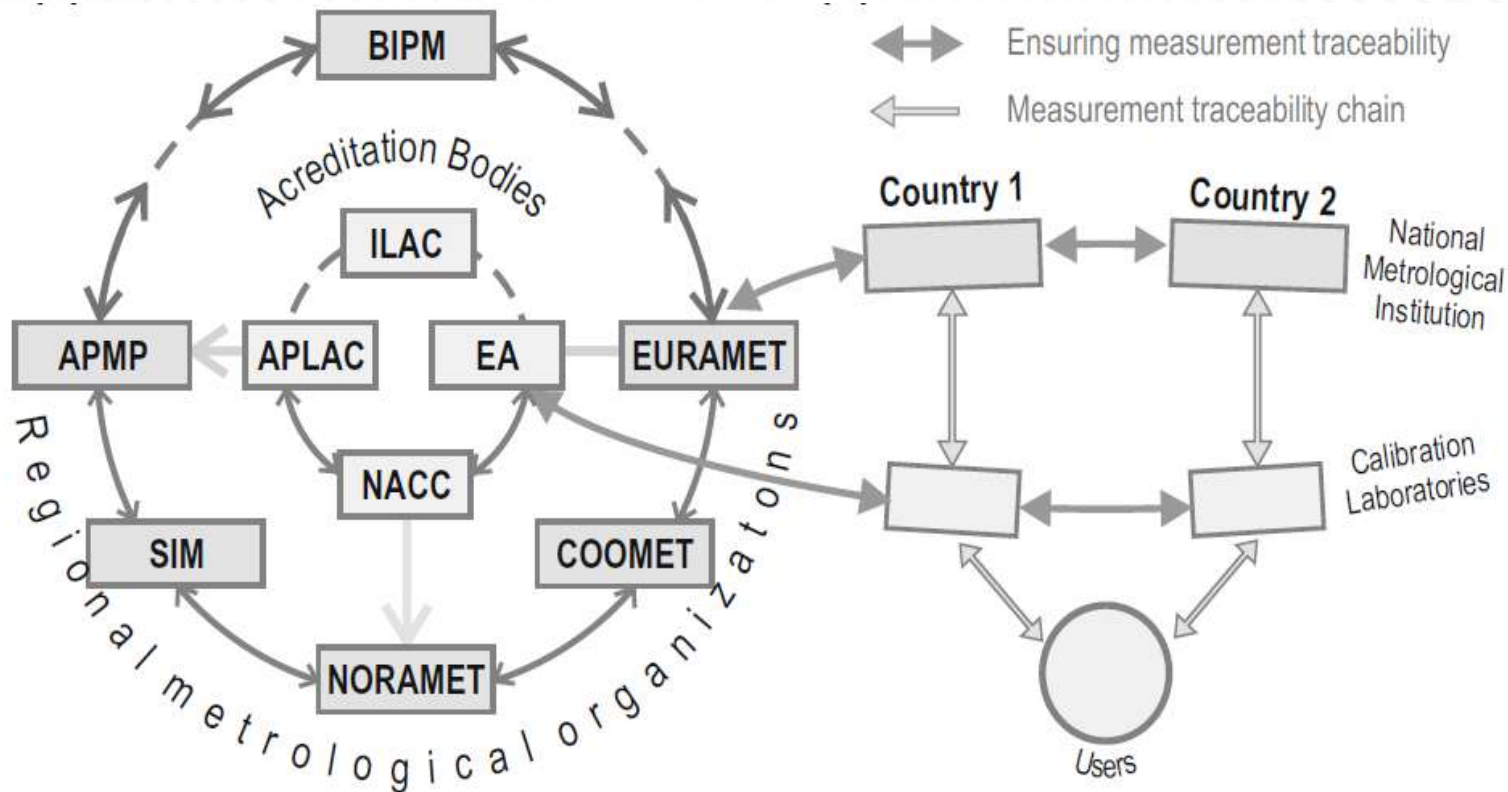 BIPM
Ensuring measurement traceability
Measurement traceability chain
Acreditation Bodies
ILAC
Country 1
Country 2
National
Metrological
Institution
APMP
APLAC
EA
EURAMET
NACC
Calibration
Laboratories
SIM
COOMET
NORAMET
Regional metrological organizatons
Users